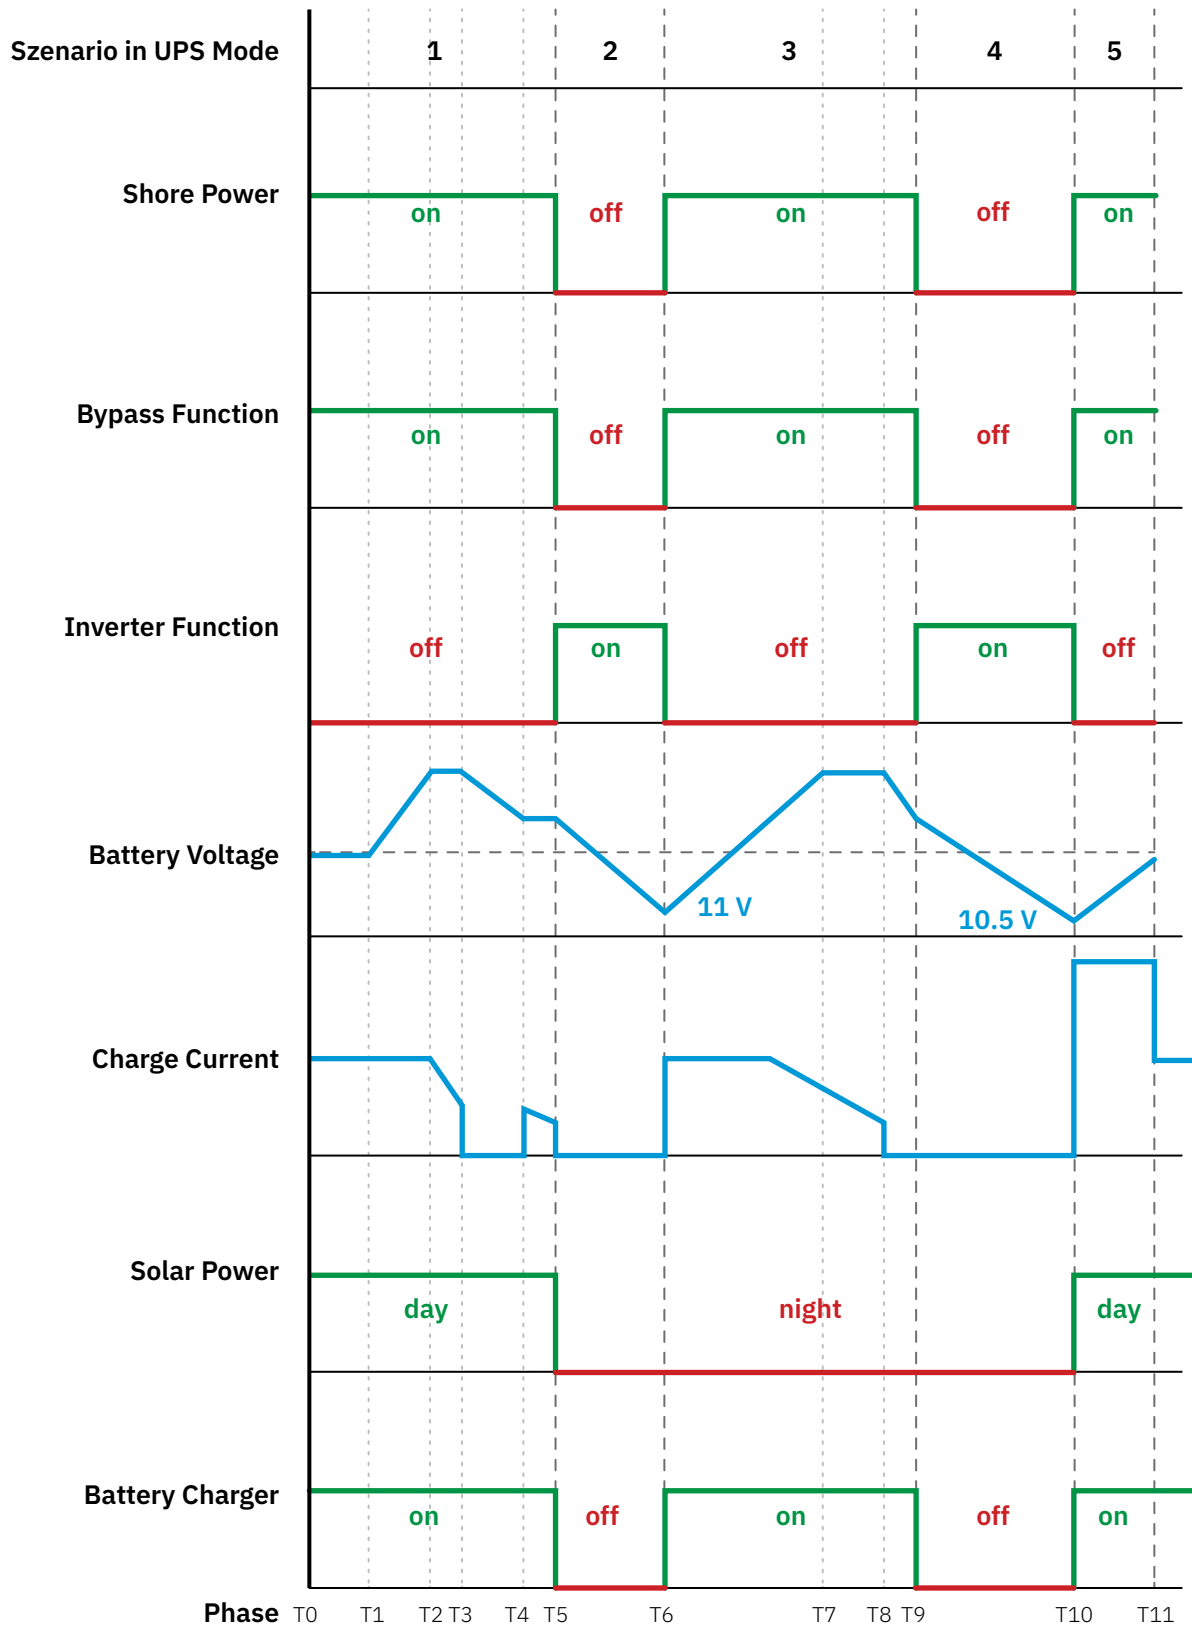 Szenario in UPS Mode 1 2 3 4 5
Shore Power
on off on off on
Bypass Function
on off on off on
Inverter Function
off on off on off
Battery Voltage
11 V
10.5 V
Charge Current
Solar Power
day night day
Battery Charger
on off on off on
Phase T0 T1 T2 T3 T4 T5 T6 T7 T8 T9 T10 T11